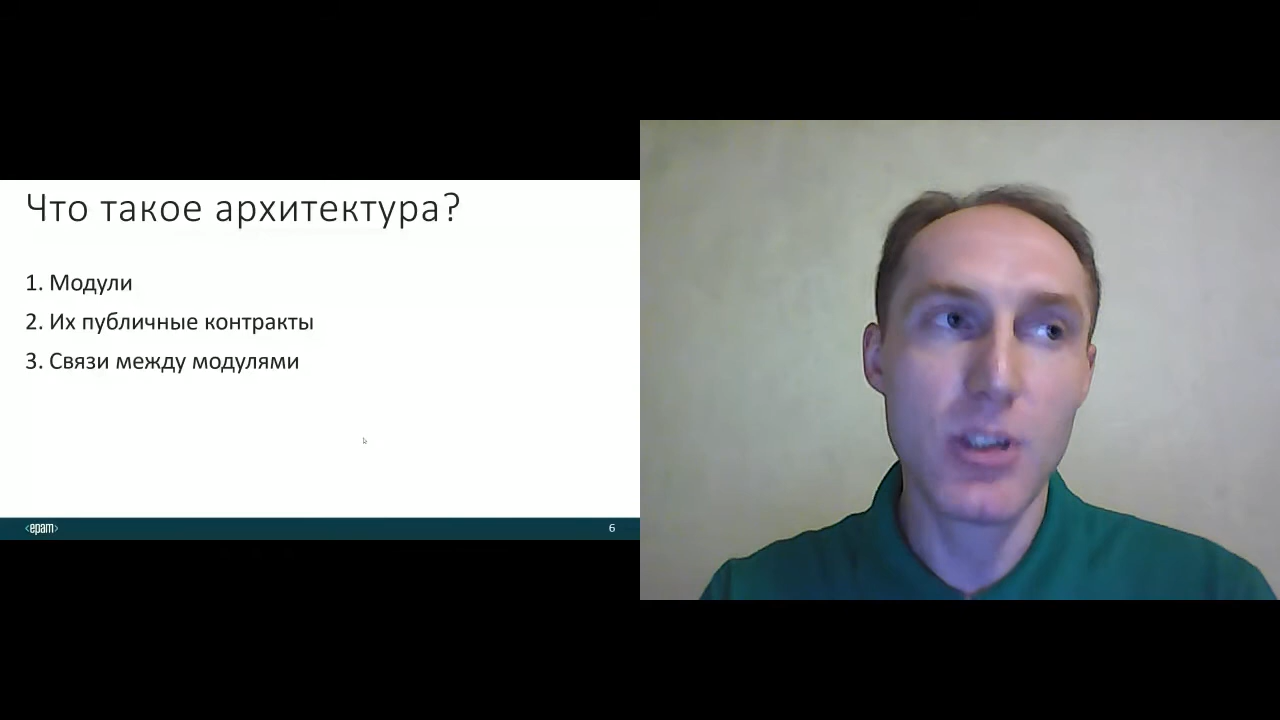 Что такое архитектура?
1. Модули
2. Их публичные контракты
3. Связи между модулями
<epam>
6